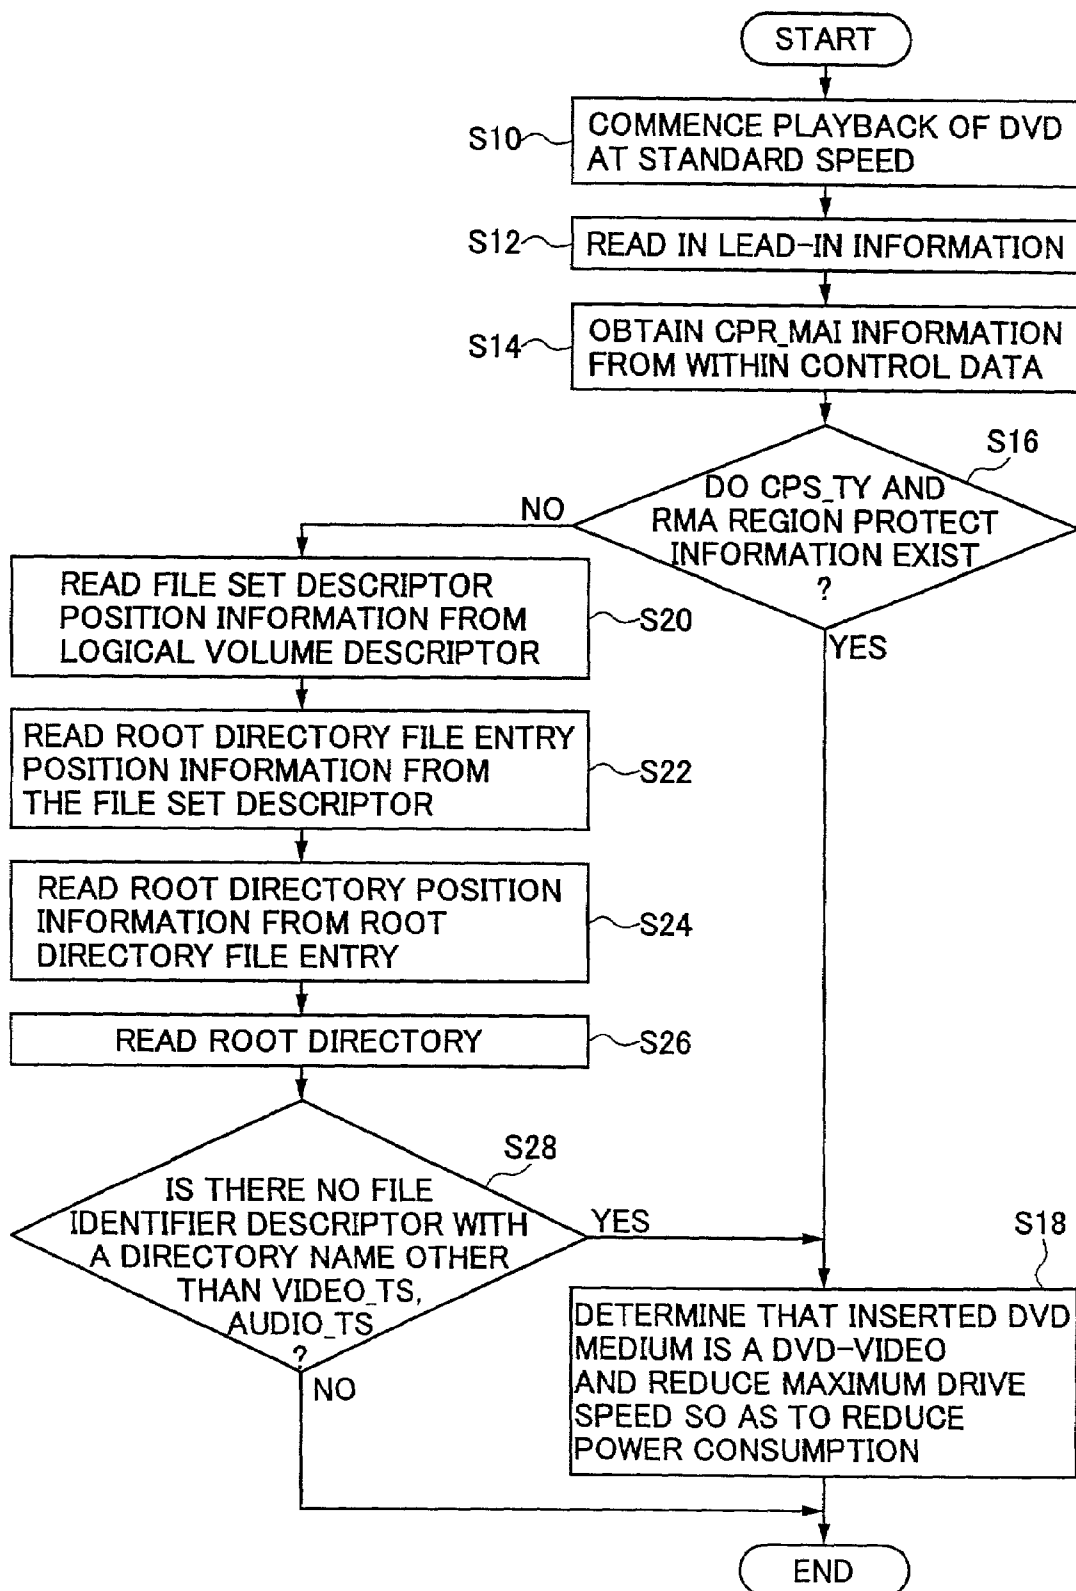 START
S10
COMMENCE PLAYBACK OF DVD
AT STANDARD SPEED
S12
READ IN LEAD-IN INFORMATION
S14
OBTAIN CPR_MAI INFORMATION
FROM WITHIN CONTROL DATA
S16
DO CPS_TY AND
RMA REGION PROTECT
INFORMATION EXIST
?
NO
YES
READ FILE SET DESCRIPTOR
POSITION INFORMATION FROM
LOGICAL VOLUME DESCRIPTOR
S20
READ ROOT DIRECTORY FILE ENTRY
POSITION INFORMATION FROM
THE FILE SET DESCRIPTOR
S22
READ ROOT DIRECTORY POSITION
INFORMATION FROM ROOT
DIRECTORY FILE ENTRY
S24
READ ROOT DIRECTORY
S26
S28
IS THERE NO FILE
IDENTIFIER DESCRIPTOR WITH
A DIRECTORY NAME OTHER
THAN VIDEO_TS,
AUDIO_TS
?
YES
NO
S18
DETERMINE THAT INSERTED DVD
MEDIUM IS A DVD-VIDEO
AND REDUCE MAXIMUM DRIVE
SPEED SO AS TO REDUCE
POWER CONSUMPTION
END